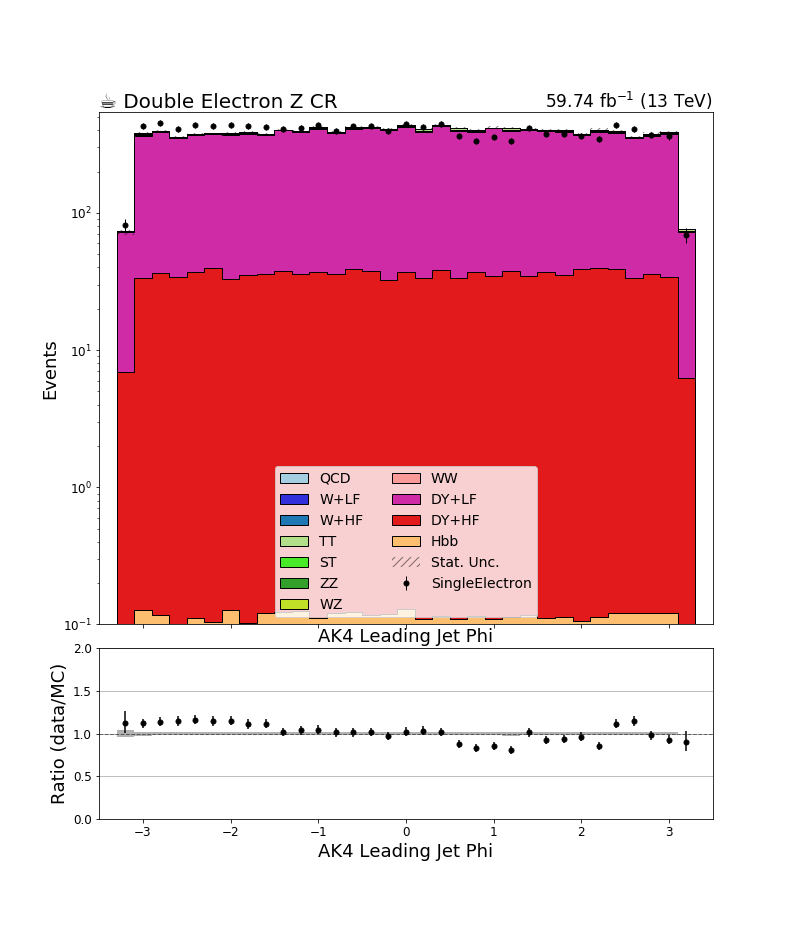 ☕ Double Electron Z CR
59.74 fb⁻¹ (13 TeV)
Events
10²
10¹
10⁰
10⁻¹
QCD WW
W+LF DY+LF
W+HF DY+HF
TT Hbb
ST Stat. Unc.
ZZ SingleElectron
WZ
AK4 Leading Jet Phi
Ratio (data/MC)
2.0
1.5
1.0
0.5
0.0
−3 −2 −1 0 1 2 3
AK4 Leading Jet Phi